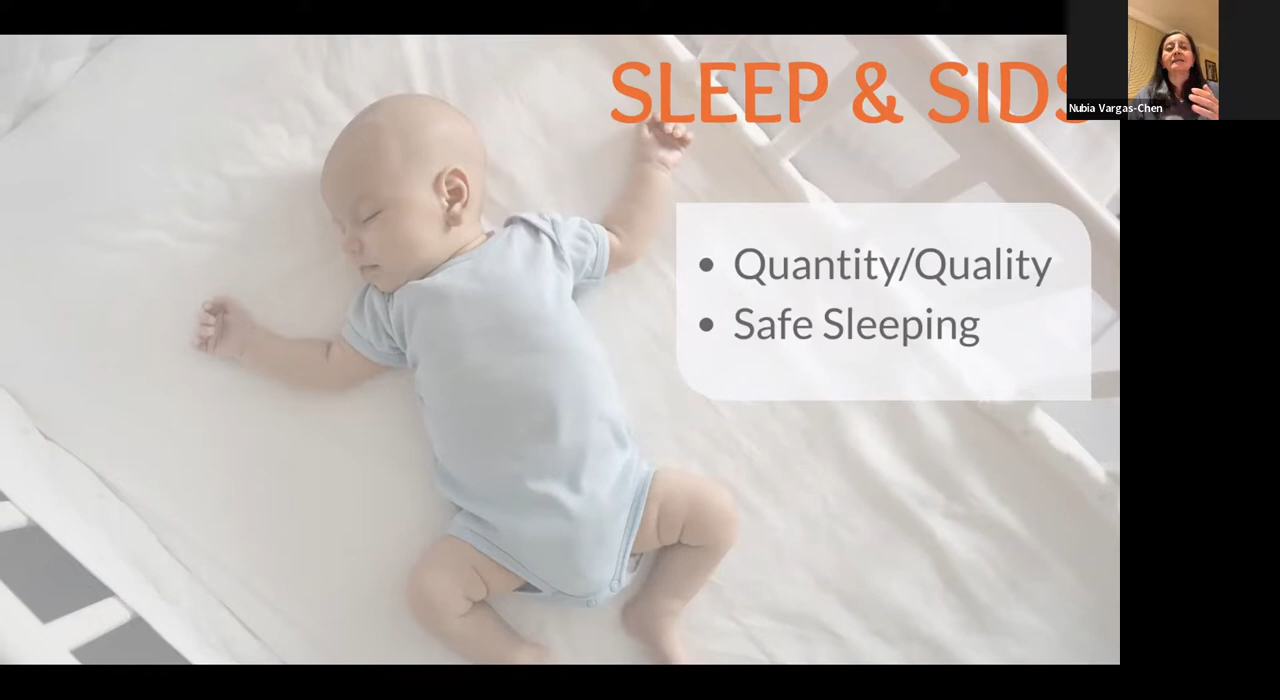 SLEEP & SIDS
Nubia Vargas-Chen
• Quantity/Quality
• Safe Sleeping